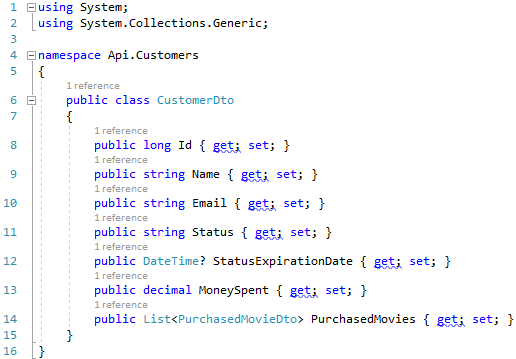 1 using System;
2 using System.Collections.Generic;
3
4 namespace Api.Customers
5 {
1 reference
6 public class CustomerDto
7 {
1 reference
8 public long Id { get; set; }
1 reference
9 public string Name { get; set; }
1 reference
10 public string Email { get; set; }
1 reference
11 public string Status { get; set; }
1 reference
12 public DateTime? StatusExpirationDate { get; set; }
1 reference
13 public decimal MoneySpent { get; set; }
1 reference
14 public List<PurchasedMovieDto> PurchasedMovies { get; set; }
15 }
16 }